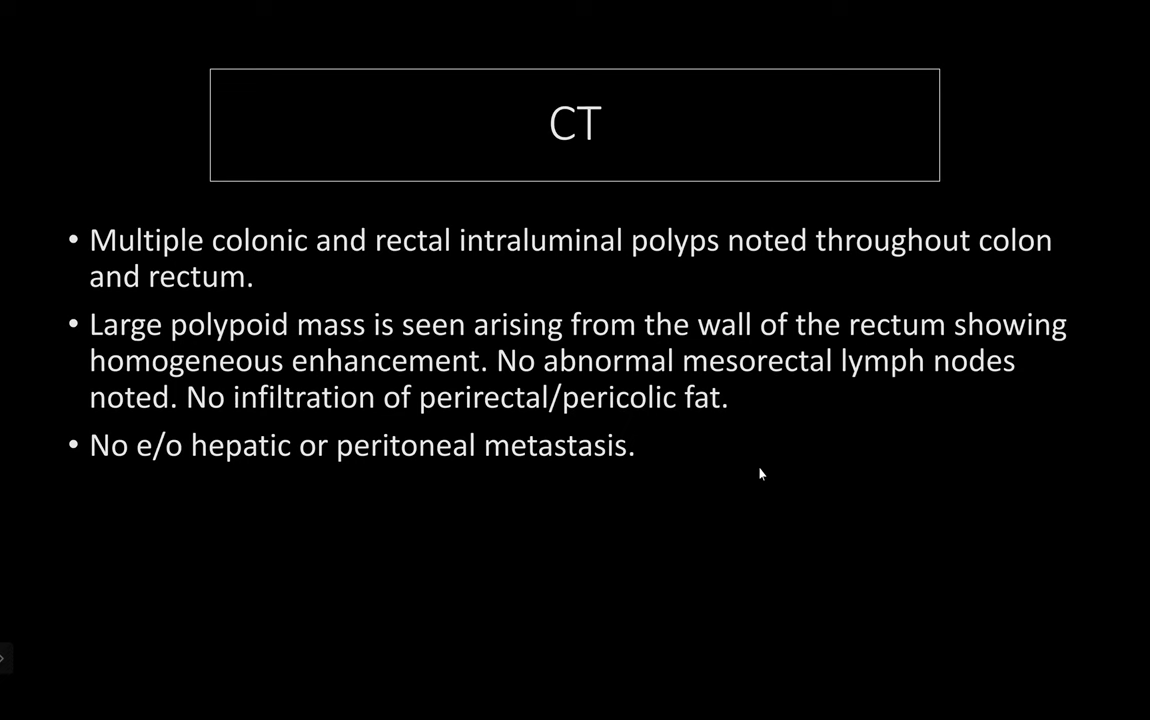 CT
• Multiple colonic and rectal intraluminal polyps noted throughout colon
and rectum.
• Large polypoid mass is seen arising from the wall of the rectum showing
homogeneous enhancement. No abnormal mesorectal lymph nodes
noted. No infiltration of perirectal/pericolic fat.
• No e/o hepatic or peritoneal metastasis.